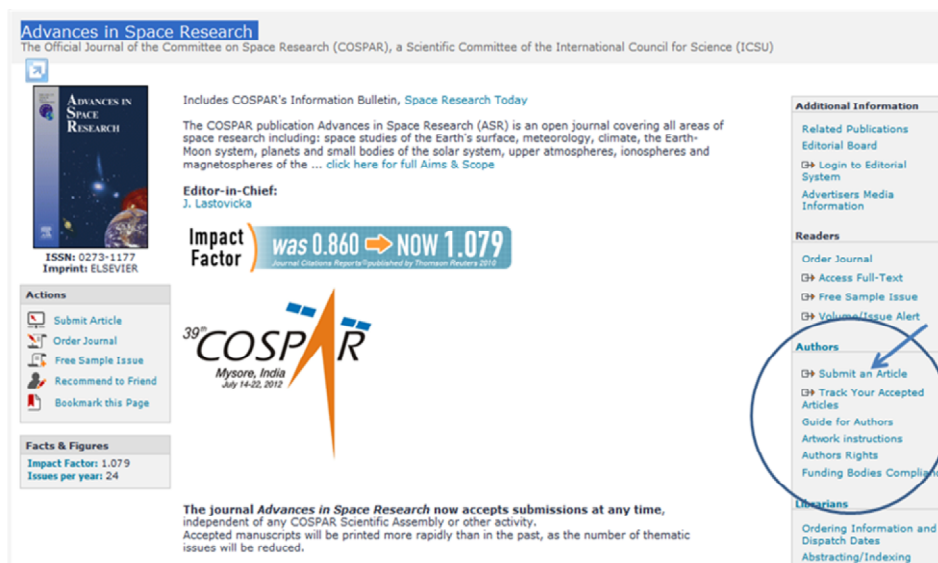 Advances in Space Research
The Official Journal of the Committee on Space Research (COSPAR), a Scientific Committee of the International Council for Science (ICSU)
ADVANCES IN
SPACE
RESEARCH
ISSN: 0273-1177
Imprint: ELSEVIER
Actions
Submit Article
Order Journal
Free Sample Issue
Recommend to Friend
Bookmark this Page
Facts & Figures
Impact Factor: 1.079
Issues per year: 24
Includes COSPAR's Information Bulletin, Space Research Today
The COSPAR publication Advances in Space Research (ASR) is an open journal covering all areas of
space research including: space studies of the Earth's surface, meteorology, climate, the Earth-
Moon system, planets and small bodies of the solar system, upper atmospheres, ionospheres and
magnetospheres of the ... click here for full Aims & Scope
Editor-in-Chief:
J. Lastovicka
Impact
Factor
was 0.860 NOW 1.079
Journal Citations Reports®published by Thomson Reuters 2010
39th
COSPAR
Mysore, India
July 14-22, 2012
The journal Advances in Space Research now accepts submissions at any time,
independent of any COSPAR Scientific Assembly or other activity.
Accepted manuscripts will be printed more rapidly than in the past, as the number of thematic
issues will be reduced.
Additional Information
Related Publications
Editorial Board
Login to Editorial
System
Advertisers Media
Information
Readers
Order Journal
Access Full-Text
Free Sample Issue
Volume/Issue Alert
Authors
Submit an Article
Track Your Accepted
Articles
Guide for Authors
Artwork instructions
Authors Rights
Funding Bodies Complianc
Librarians
Ordering Information and
Dispatch Dates
Abstracting/Indexing